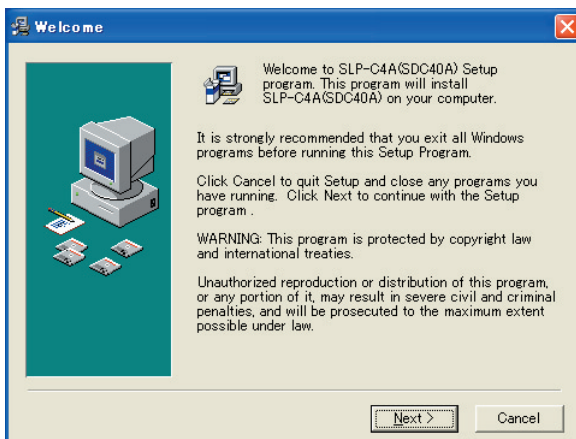 Welcome
Welcome to SLP-C4A(SDC40A) Setup
program. This program will install
SLP-C4A(SDC40A) on your computer.
It is strongly recommended that you exit all Windows
programs before running this Setup Program.
Click Cancel to quit Setup and close any programs you
have running. Click Next to continue with the Setup
program .
WARNING: This program is protected by copyright law
and international treaties.
Unauthorized reproduction or distribution of this program,
or any portion of it, may result in severe civil and criminal
penalties, and will be prosecuted to the maximum extent
possible under law.
Next >
Cancel